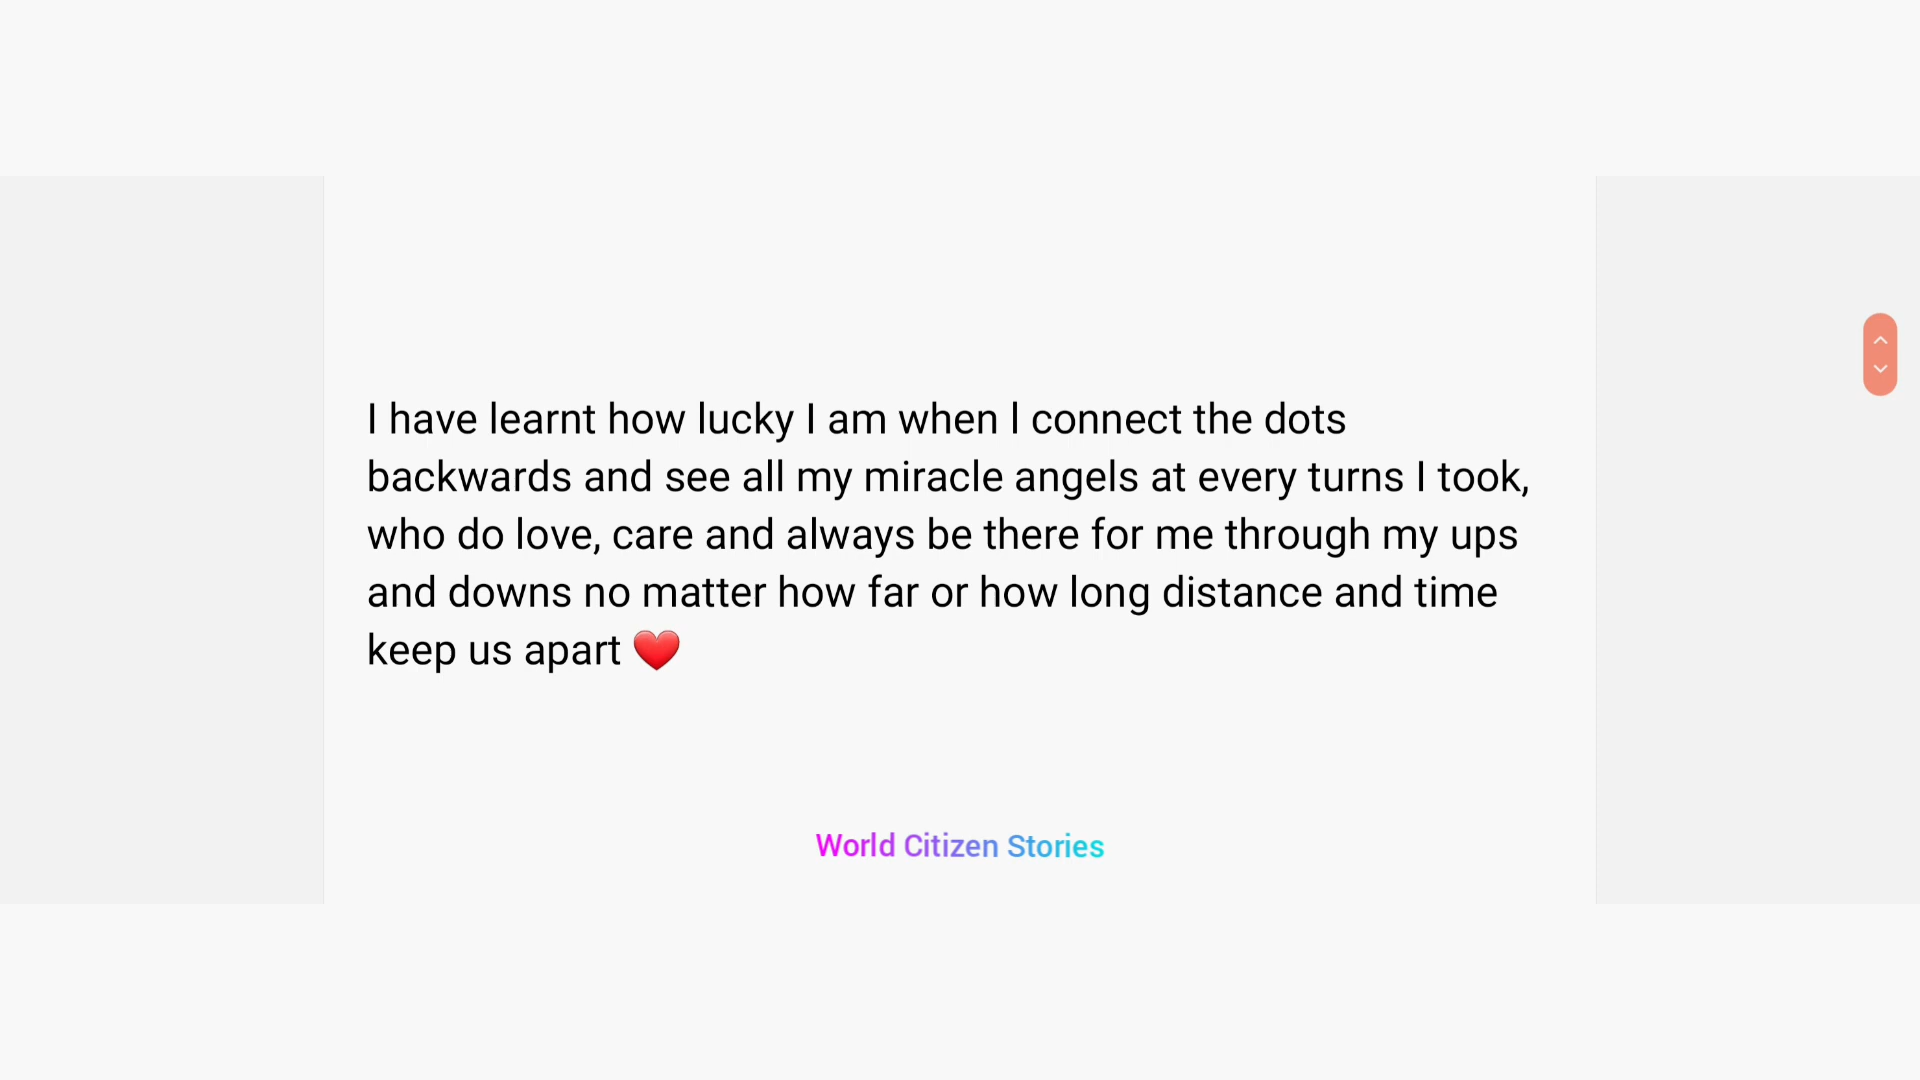 I have learnt how lucky I am when I connect the dots
backwards and see all my miracle angels at every turns I took,
who do love, care and always be there for me through my ups
and downs no matter how far or how long distance and time
keep us apart ❤️
World Citizen Stories